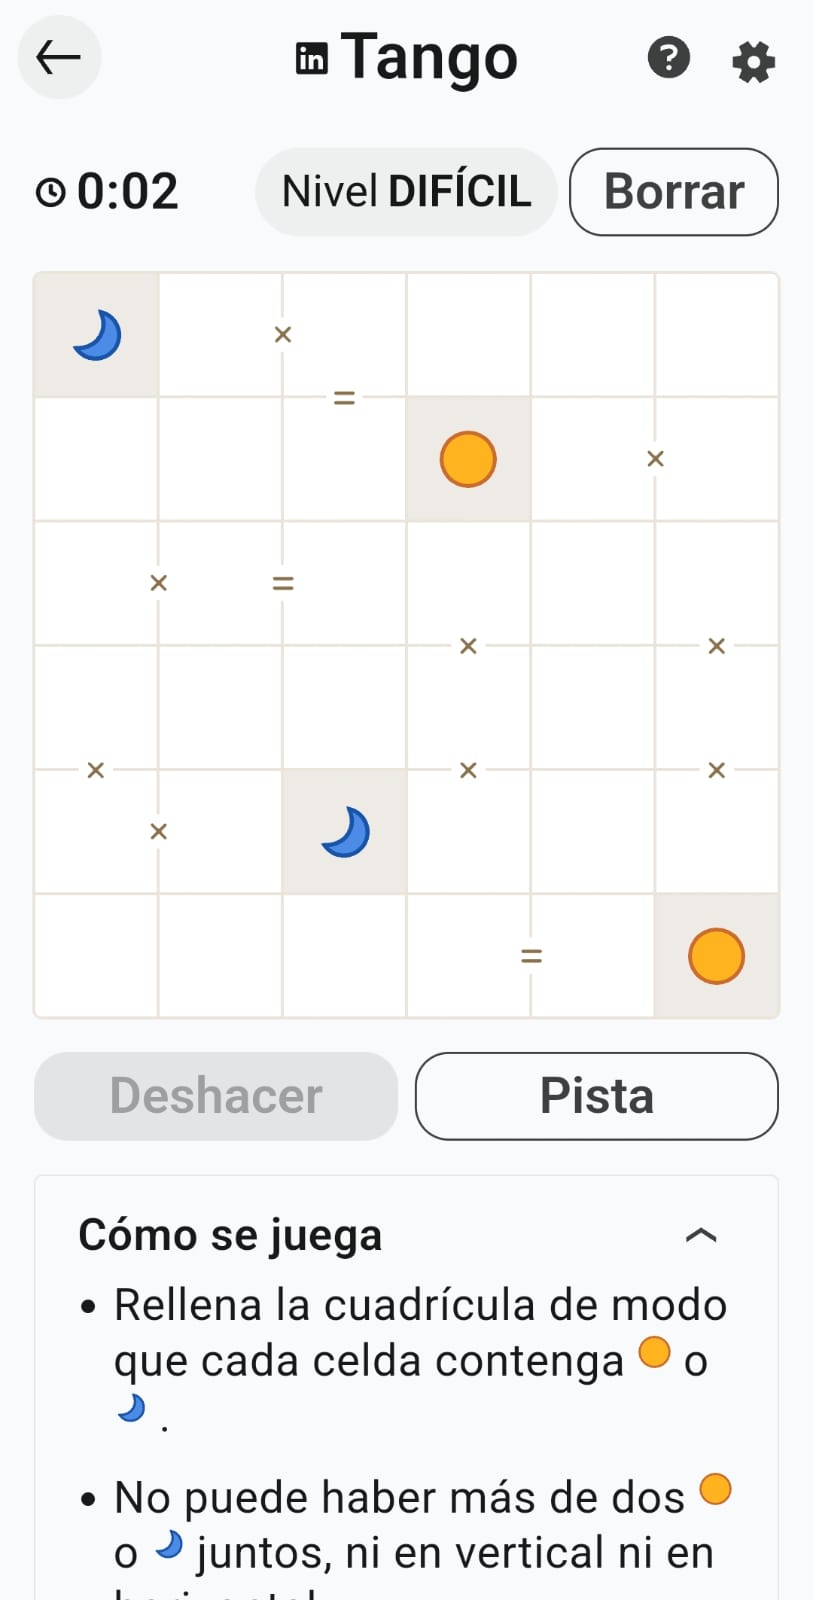 in Tango ?
0:02 Nivel DIFÍCIL Borrar
×
=
×
× =
× ×
× × ×
×
=
Deshacer Pista
Cómo se juega
• Rellena la cuadrícula de modo
que cada celda contenga o
.
• No puede haber más de dos
o juntos, ni en vertical ni en